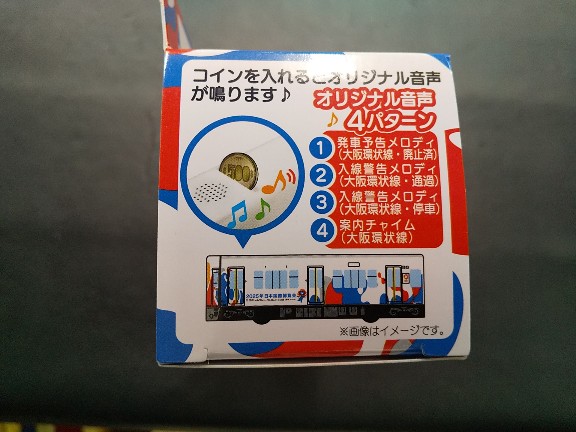 コインを入れるとオリジナル音声
が鳴ります♪
オリジナル音声
♪4パターン
1 発車予告メロディ
(大阪環状線・廃止済)
2 入線警告メロディ
(大阪環状線・通過)
3 入線警告メロディ
(大阪環状線・停車)
4 案内チャイム
(大阪環状線)
500
2025年日本国際博覧会
※画像はイメージです。